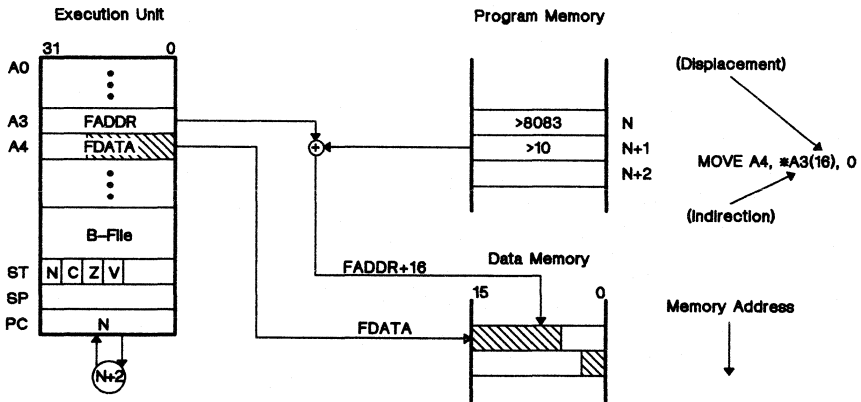 Execution Unit
31 0
A0
A3 FADDR
A4 FDATA
B-File
ST N C Z V
SP
PC N
N+2
Program Memory
>8083 N
>10 N+1
N+2
(Displacement)
MOVE A4, *A3(16), 0
(Indirection)
+
FADDR+16
FDATA
Data Memory
15 0
Memory Address